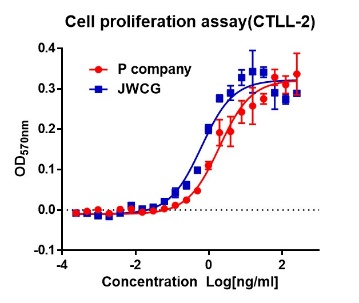 Cell proliferation assay(CTLL-2)
0.4
0.3
0.2
0.1
0.0
-0.1
OD570nm
P company
JWCG
-4
-2
0
2
Concentration Log[ng/ml]